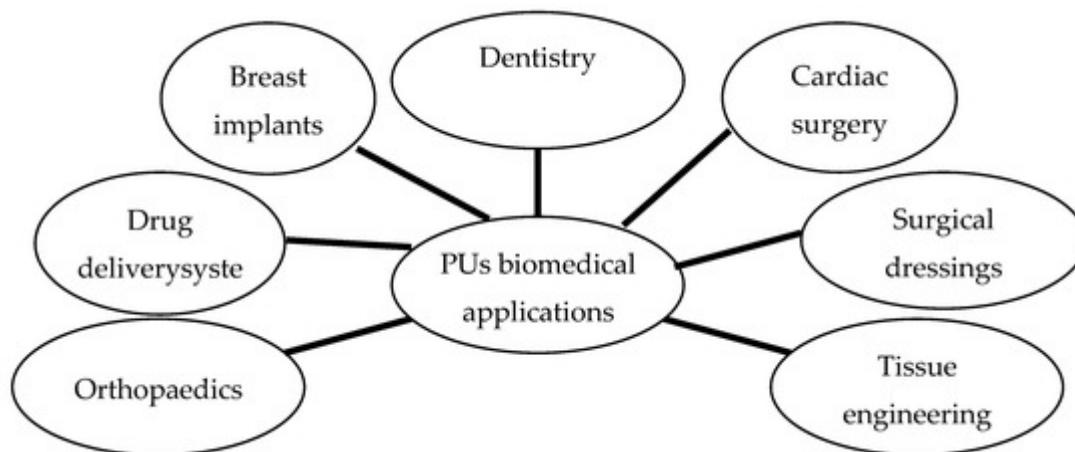 Dentistry
Breast
implants
Cardiac
surgery
Drug
deliverysyste
PUs biomedical
applications
Surgical
dressings
Orthopaedics
Tissue
engineering